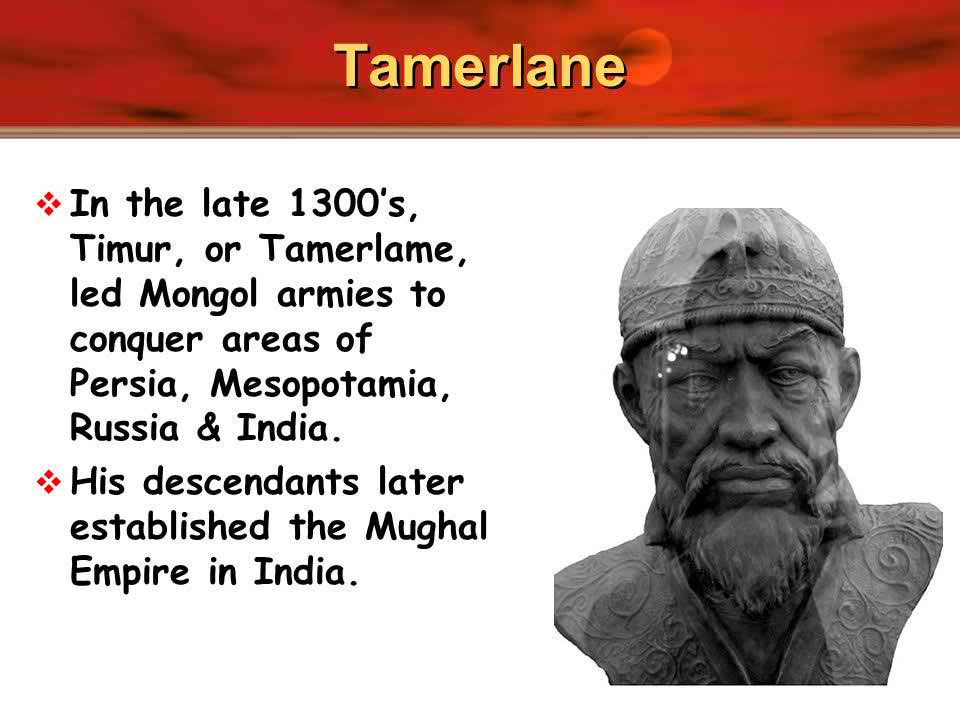 Tamerlane
❖ In the late 1300’s,
Timur, or Tamerlame,
led Mongol armies to
conquer areas of
Persia, Mesopotamia,
Russia & India.
❖ His descendants later
established the Mughal
Empire in India.